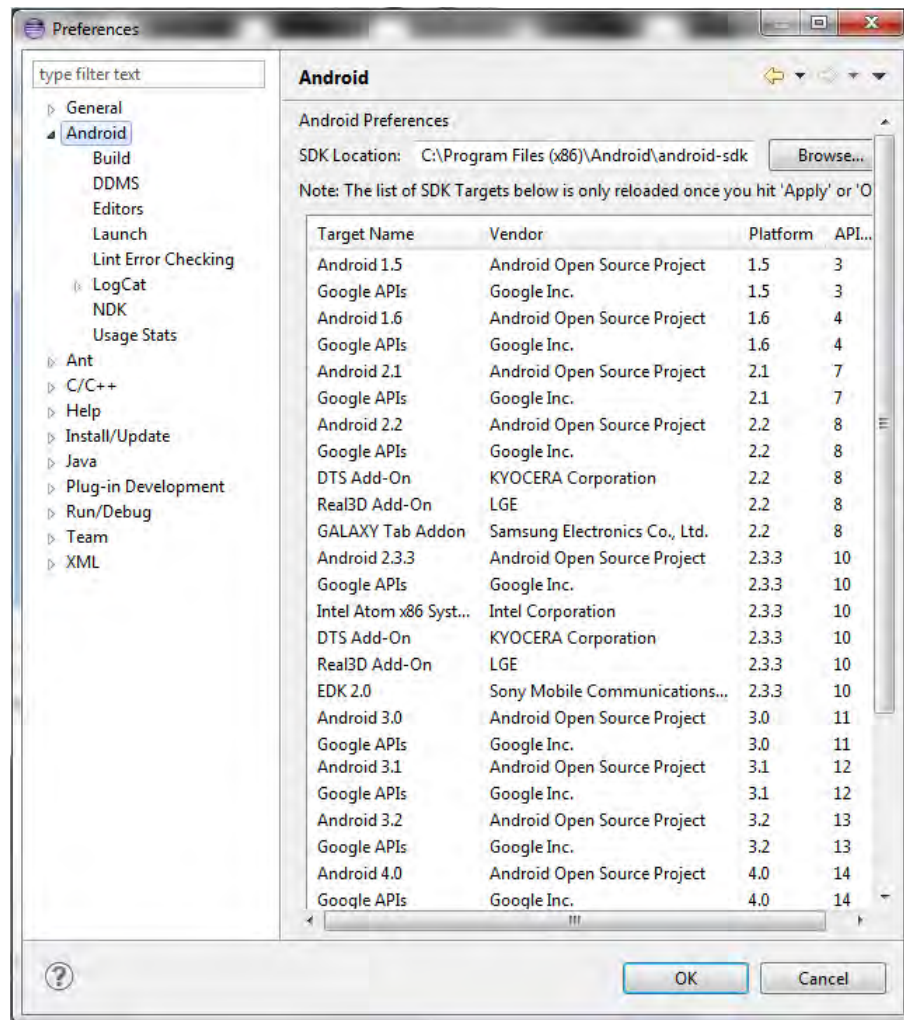 Preferences
type filter text
General
Android
Build
DDMS
Editors
Launch
Lint Error Checking
LogCat
NDK
Usage Stats
Ant
C/C++
Help
Install/Update
Java
Plug-in Development
Run/Debug
Team
XML
Android
Android Preferences
SDK Location: C:\Program Files (x86)\Android\android-sdk Browse...
Note: The list of SDK Targets below is only reloaded once you hit 'Apply' or 'O
Target Name Vendor Platform API...
Android 1.5 Android Open Source Project 1.5 3
Google APIs Google Inc. 1.5 3
Android 1.6 Android Open Source Project 1.6 4
Google APIs Google Inc. 1.6 4
Android 2.1 Android Open Source Project 2.1 7
Google APIs Google Inc. 2.1 7
Android 2.2 Android Open Source Project 2.2 8
Google APIs Google Inc. 2.2 8
DTS Add-On KYOCERA Corporation 2.2 8
Real3D Add-On LGE 2.2 8
GALAXY Tab Addon Samsung Electronics Co., Ltd. 2.2 8
Android 2.3.3 Android Open Source Project 2.3.3 10
Google APIs Google Inc. 2.3.3 10
Intel Atom x86 Syst... Intel Corporation 2.3.3 10
DTS Add-On KYOCERA Corporation 2.3.3 10
Real3D Add-On LGE 2.3.3 10
EDK 2.0 Sony Mobile Communications... 2.3.3 10
Android 3.0 Android Open Source Project 3.0 11
Google APIs Google Inc. 3.0 11
Android 3.1 Android Open Source Project 3.1 12
Google APIs Google Inc. 3.1 12
Android 3.2 Android Open Source Project 3.2 13
Google APIs Google Inc. 3.2 13
Android 4.0 Android Open Source Project 4.0 14
Google APIs Google Inc. 4.0 14
OK Cancel